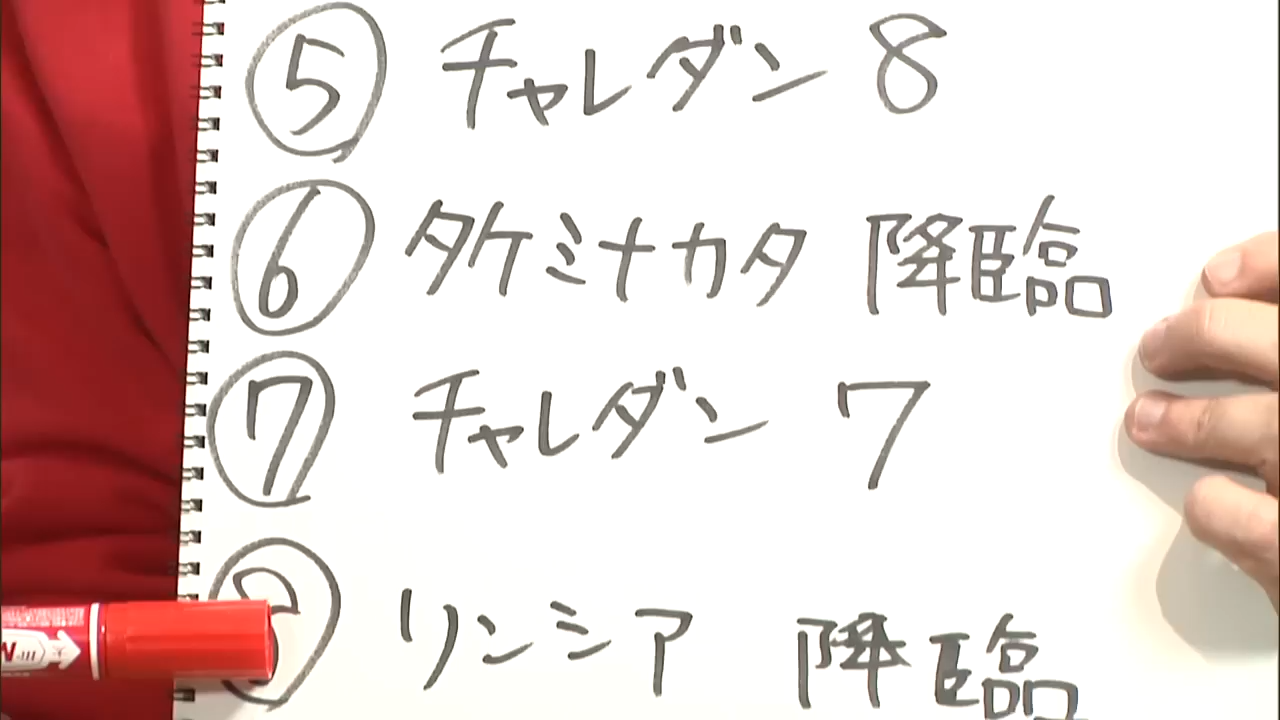 ⑤ チャレダン 8
⑥ タケミナカタ 降臨
⑦ チャレダン 7
⑧ リンシア 降臨